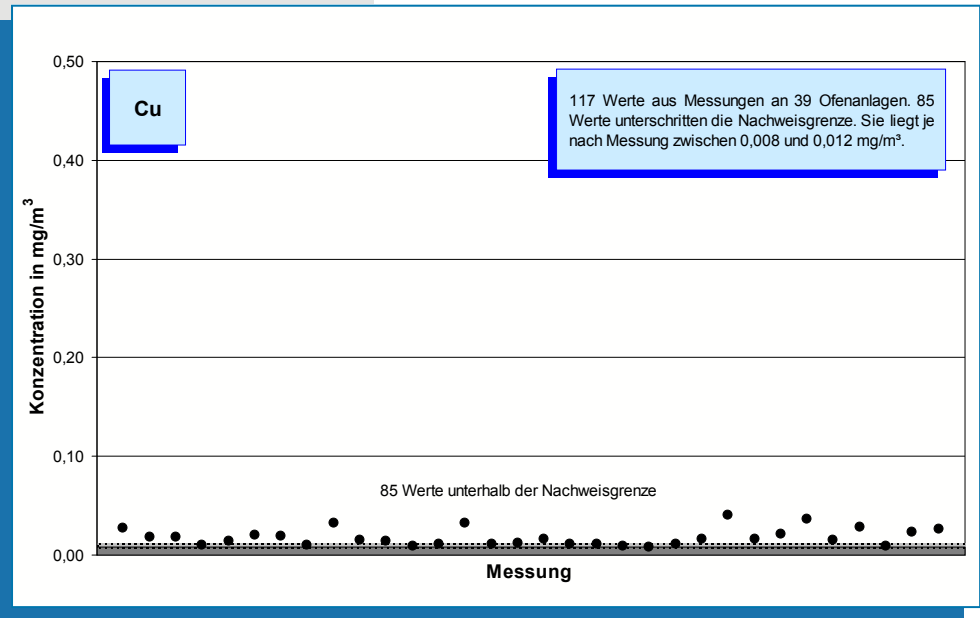 Cu
117 Werte aus Messungen an 39 Ofenanlagen. 85
Werte unterschritten die Nachweisgrenze. Sie liegt je
nach Messung zwischen 0,008 und 0,012 mg/m³.
Konzentration in mg/m³
0,50
0,40
0,30
0,20
0,10
0,00
85 Werte unterhalb der Nachweisgrenze
Messung